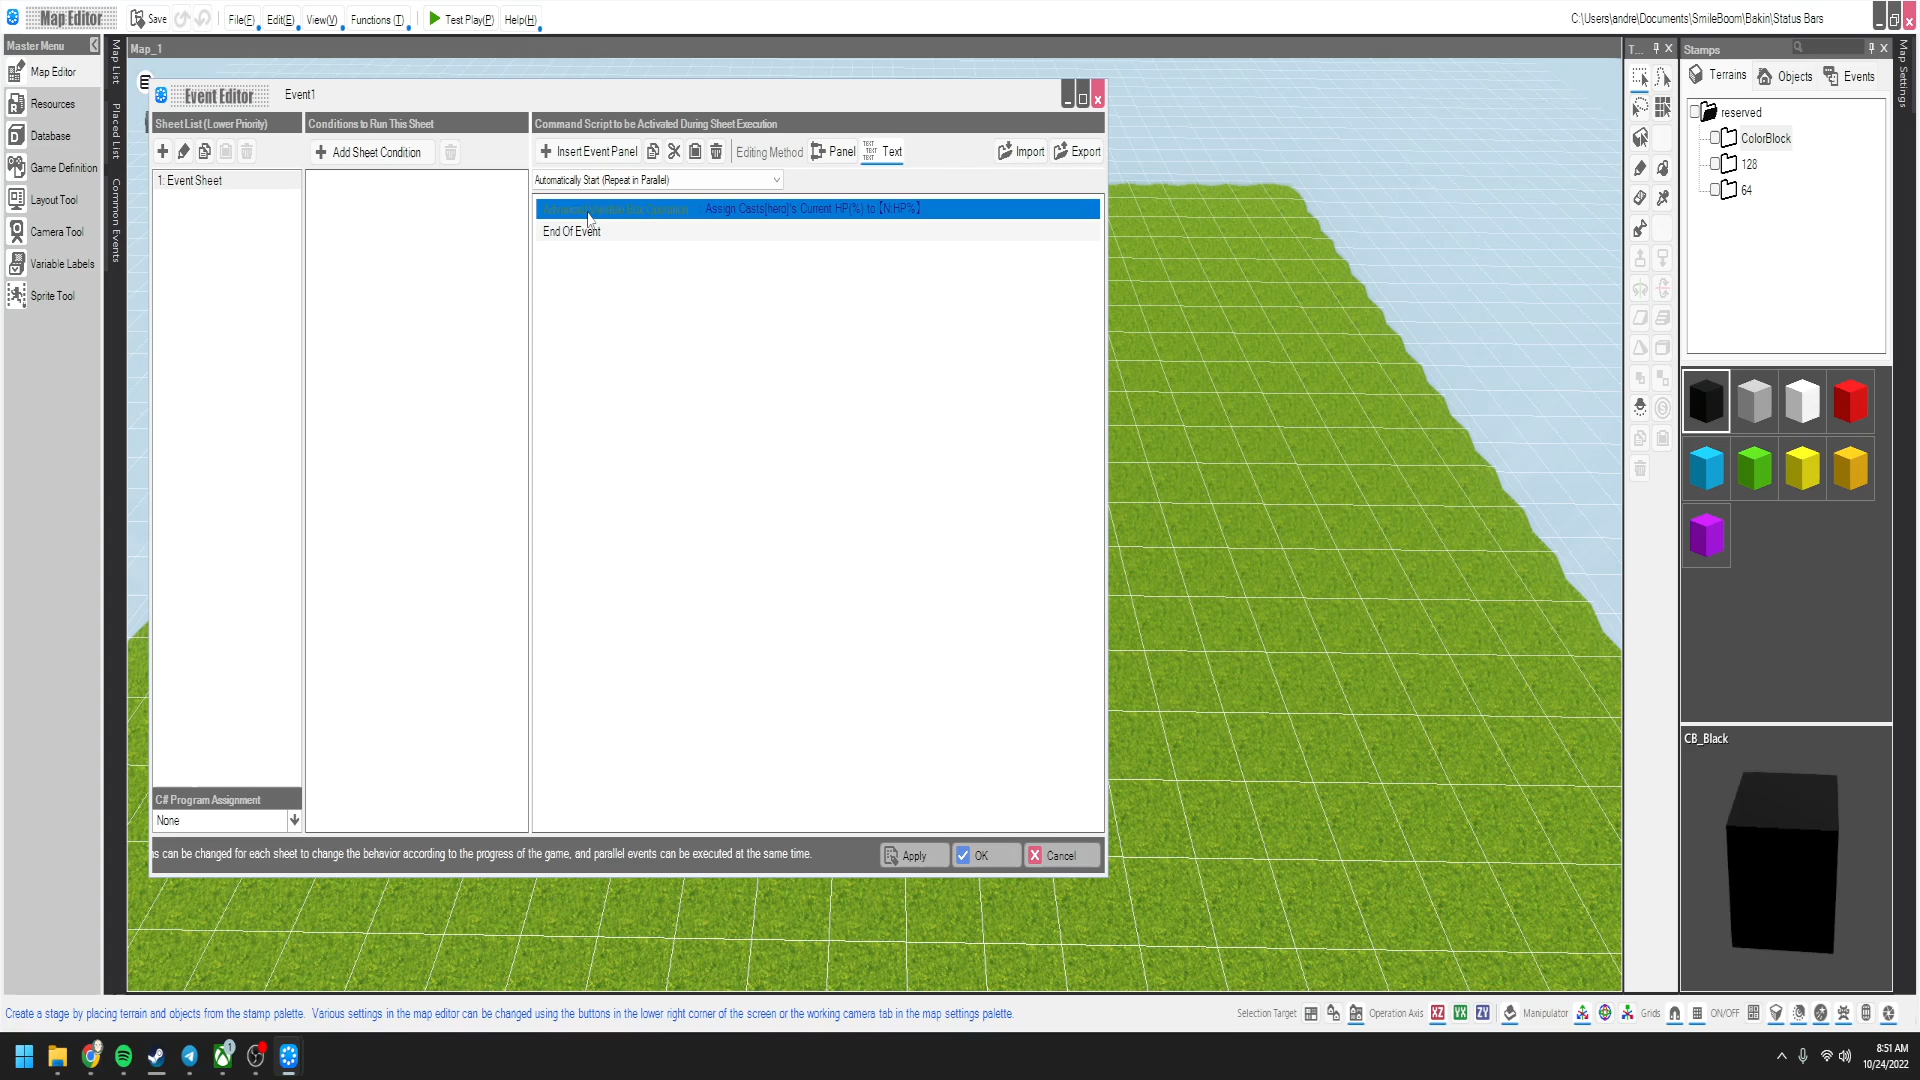 Map Editor
Save
File(F)
Edit(E)
View(V)
Functions (T)
Test Play(P)
Help(H)
C:\Users\andre\Documents\SmileBoom\Bakin\Status Bars
Master Menu
Map Editor
Resources
Database
Game Definition
Layout Tool
Camera Tool
Variable Labels
Sprite Tool
Map List
Placed List
Common Events
Map_1
Event Editor
Event1
Sheet List (Lower Priority)
Conditions to Run This Sheet
Command Script to be Activated During Sheet Execution
Add Sheet Condition
Insert Event Panel
Editing Method
Panel
TEXT
TEXT
TEXT
Text
Import
Export
1: Event Sheet
Automatically Start (Repeat in Parallel)
Assign Casts[hero]'s Current HP(%) to 【N:HP%】
End Of Event
C# Program Assignment
None
s can be changed for each sheet to change the behavior according to the progress of the game, and parallel events can be executed at the same time.
Apply
OK
Cancel
T...
Stamps
Terrains
Objects
Events
Map Settings
reserved
ColorBlock
128
64
CB_Black
Create a stage by placing terrain and objects from the stamp palette. Various settings in the map editor can be changed using the buttons in the lower right corner of the screen or the working camera tab in the map settings palette.
Selection Target
Operation Axis
XZ
YX
ZY
Manipulator
Grids
ON/OFF
1
8:51 AM
10/24/2022